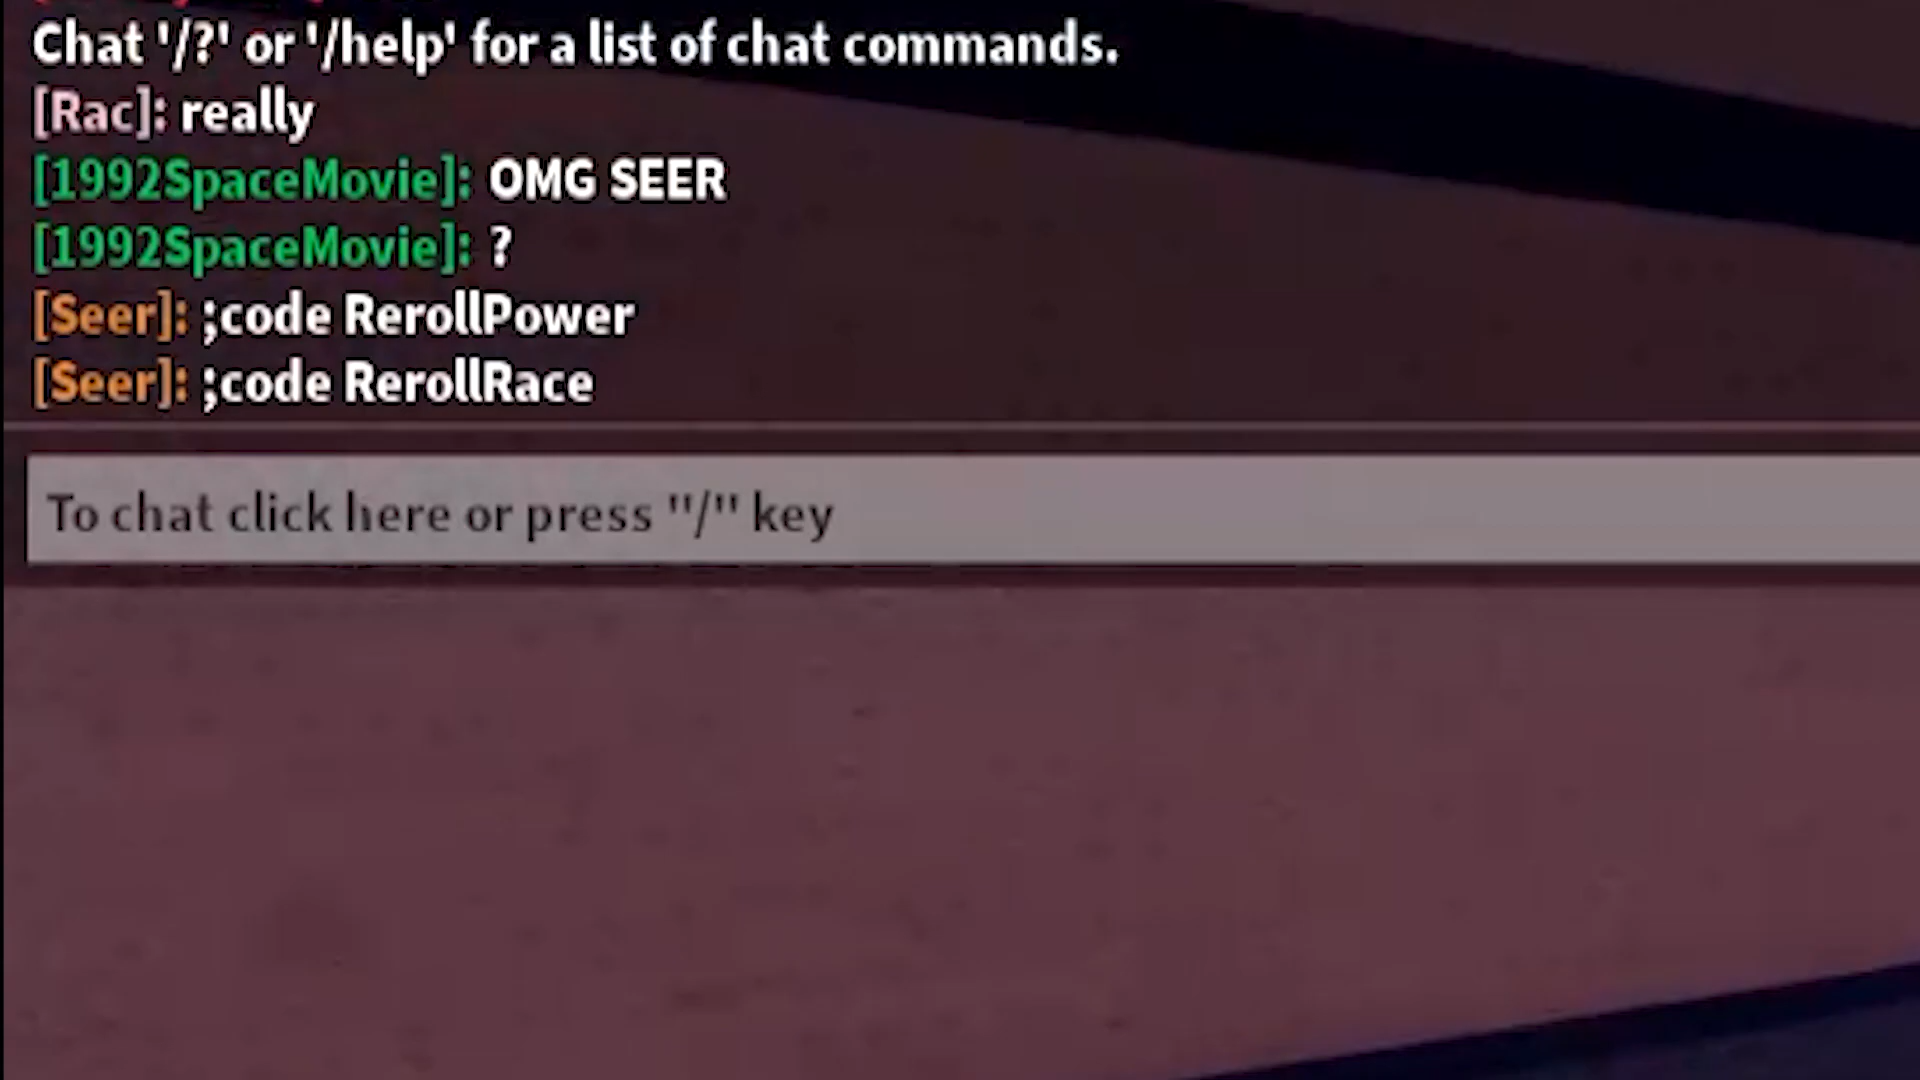 Chat '/?' or '/help' for a list of chat commands.
[Rac]: really
[1992SpaceMovie]: OMG SEER
[1992SpaceMovie]: ?
[Seer]: ;code RerollPower
[Seer]: ;code RerollRace
To chat click here or press "/" key